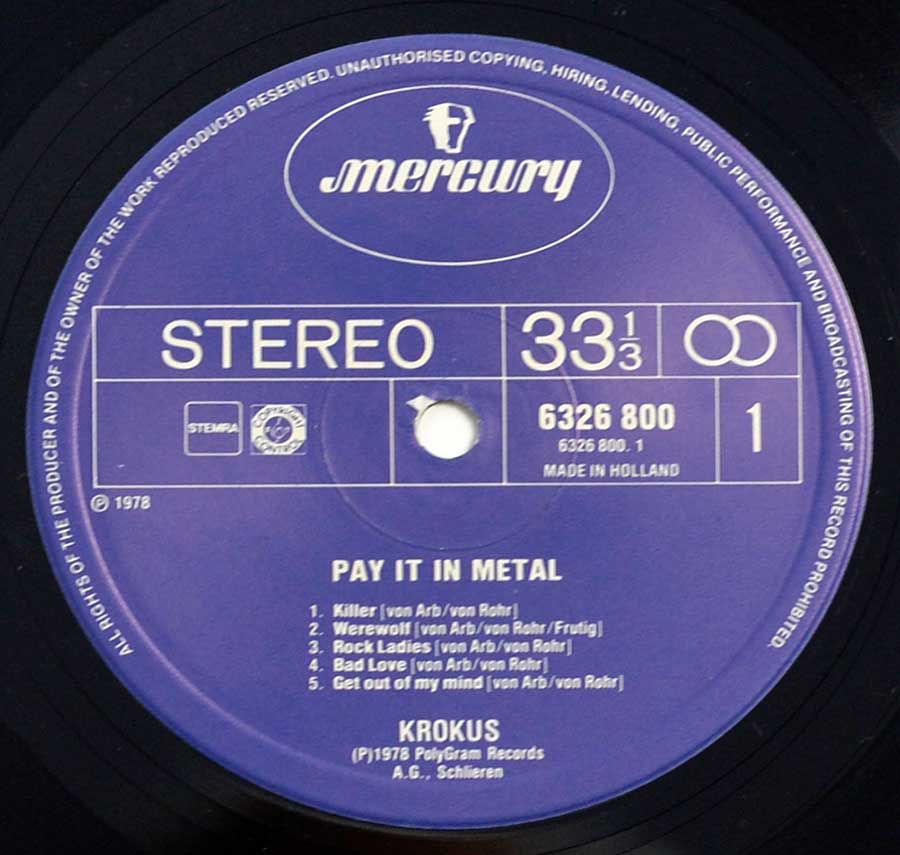 ALL RIGHTS OF THE PRODUCER AND OF THE OWNER OF THE WORK REPRODUCED RESERVED. UNAUTHORISED COPYING, HIRING, LENDING, PUBLIC PERFORMANCE AND BROADCASTING OF THIS RECORD PROHIBITED.
mercury
STEREO
33 1/3
STEMRA
COPYRIGHT CONTROL
6326 800
6326 800. 1
MADE IN HOLLAND
1
℗ 1978
PAY IT IN METAL
1. Killer [von Arb/von Rohr]
2. Werewolf [von Arb/von Rohr/Frutig]
3. Rock Ladies [von Arb/von Rohr]
4. Bad Love [von Arb/von Rohr]
5. Get out of my mind [von Arb/von Rohr]
KROKUS
(P)1978 PolyGram Records
A.G., Schlieren